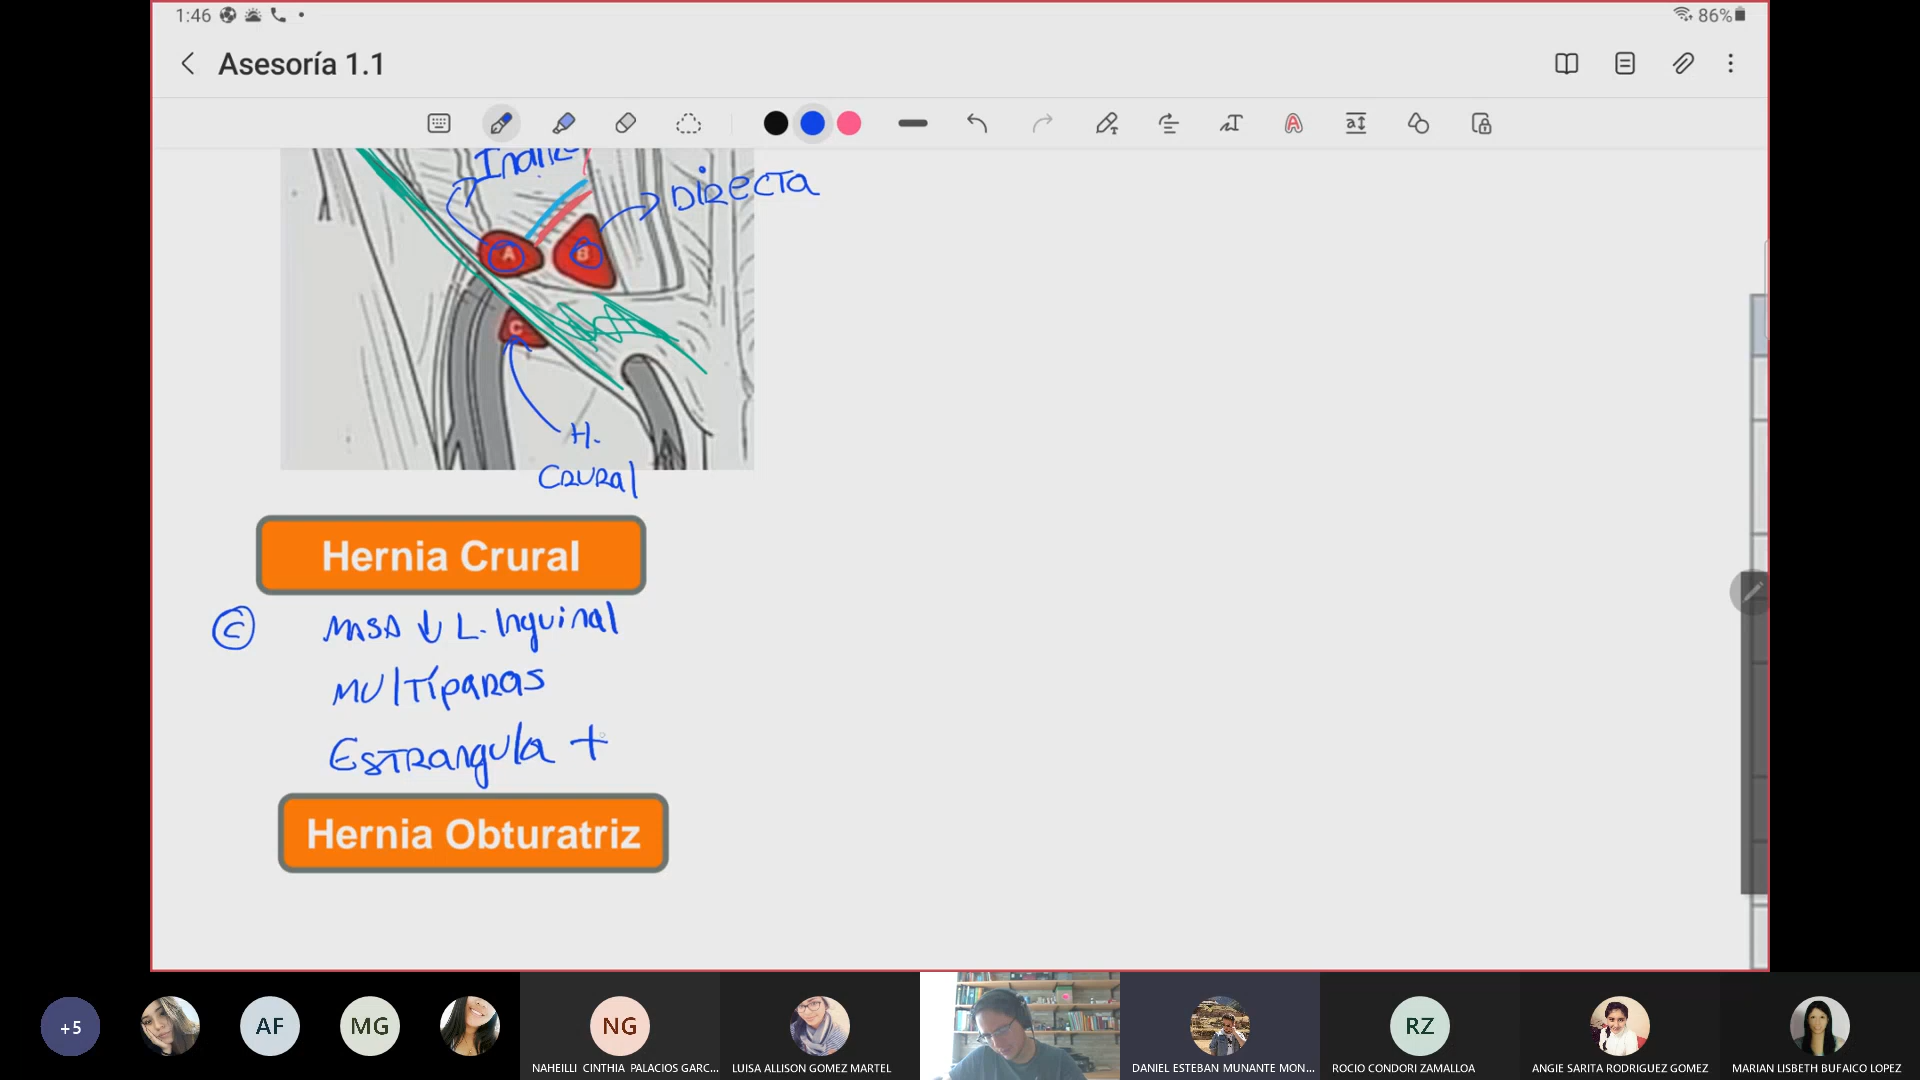 1:46
86%
Asesoría 1.1
DIRECTA
A
B
C
H.
CRURAL
Hernia Crural
C MASA ↓ L. Inguinal
MULTÍPARAS
ESTRANGULA +
Hernia Obturatriz
+5
AF
MG
NG
RZ
NAHEILLI CINTHIA PALACIOS GARC...
LUISA ALLISON GOMEZ MARTEL
DANIEL ESTEBAN MUNANTE MON...
ROCIO CONDORI ZAMALLOA
ANGIE SARITA RODRIGUEZ GOMEZ
MARIAN LISBETH BUFAICO LOPEZ